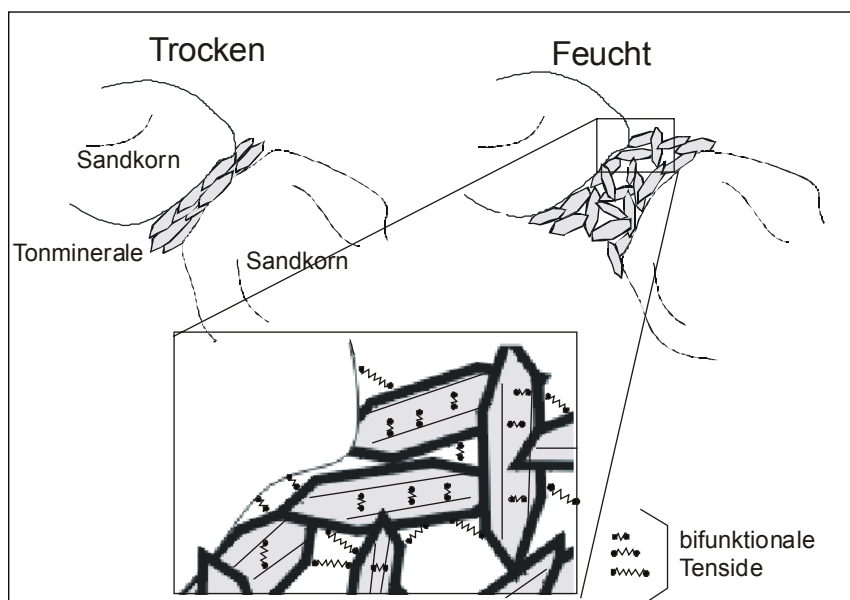 Trocken
Feucht
Sandkorn
Tonminerale
Sandkorn
bifunktionale
Tenside